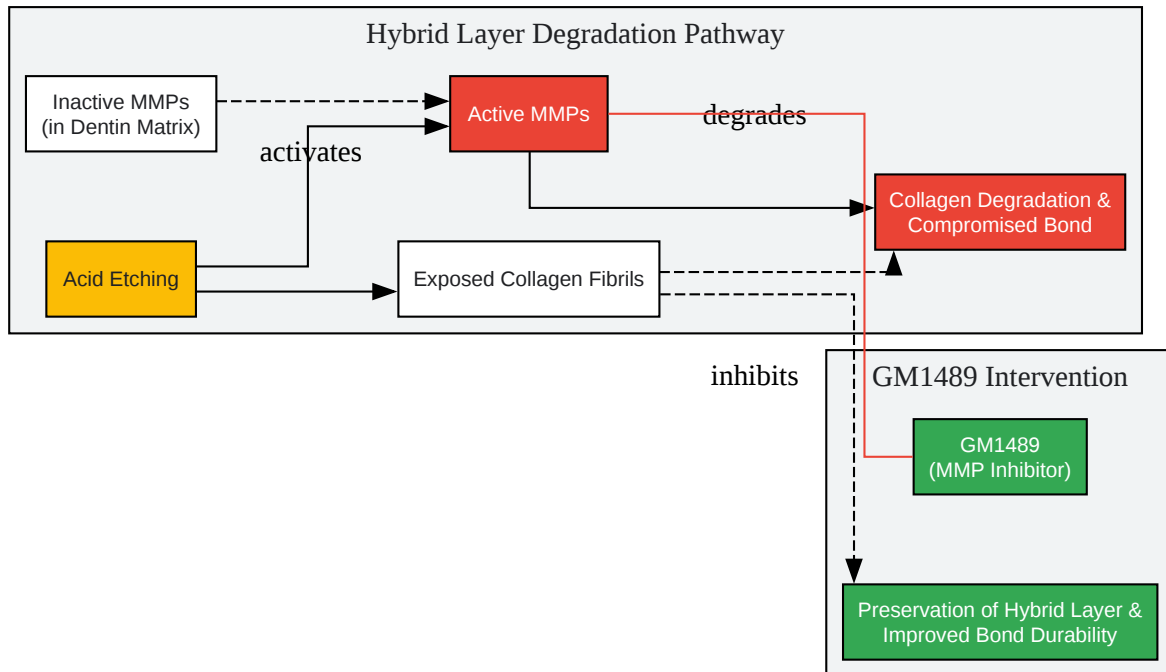 Hybrid Layer Degradation Pathway
Inactive MMPs
(in Dentin Matrix)
Active MMPs
degrades
activates
Collagen Degradation &
Compromised Bond
Acid Etching
Exposed Collagen Fibrils
inhibits
GM1489 Intervention
GM1489
(MMP Inhibitor)
Preservation of Hybrid Layer &
Improved Bond Durability